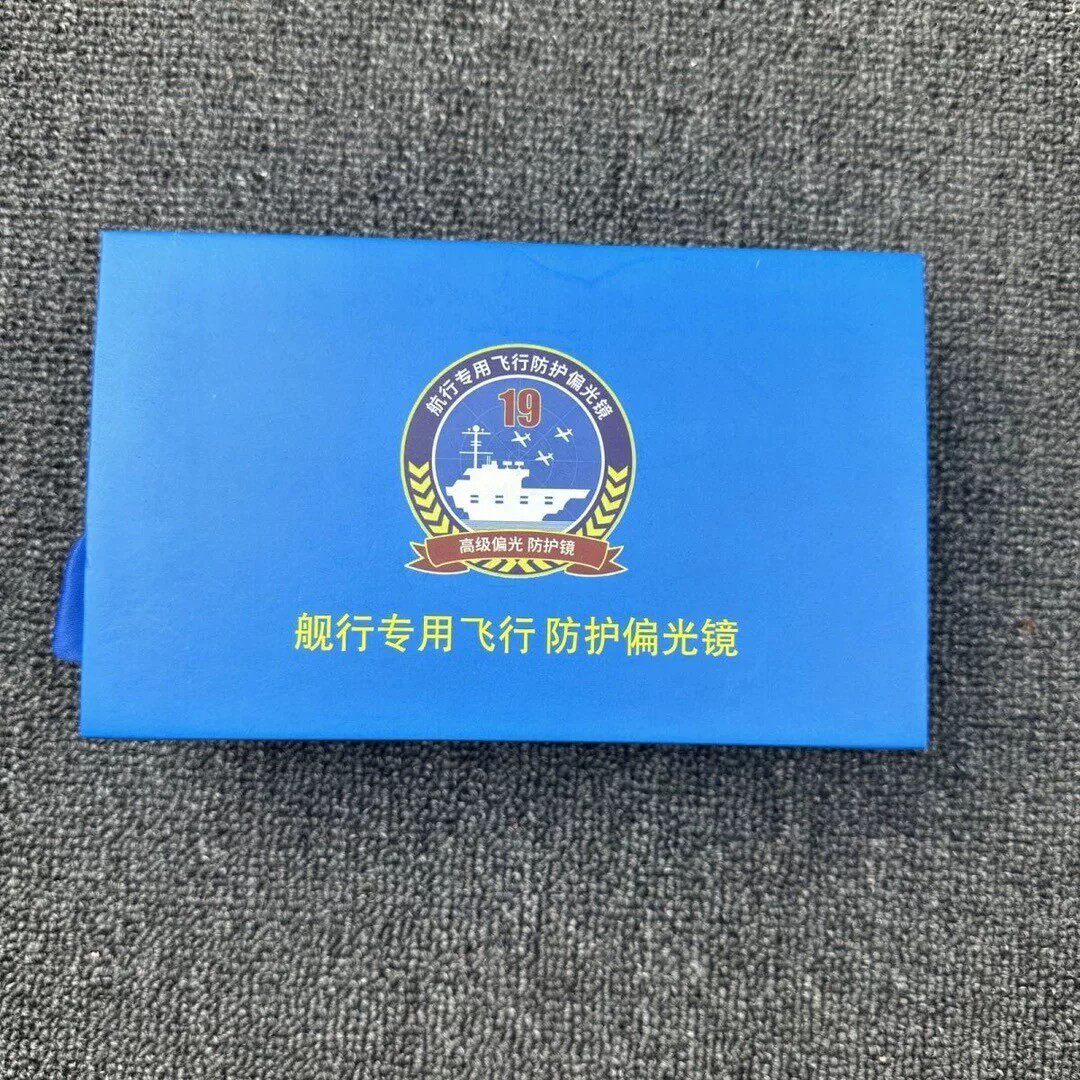 航行专用飞行防护偏光镜
19
高级偏光 防护镜
舰行专用飞行 防护偏光镜